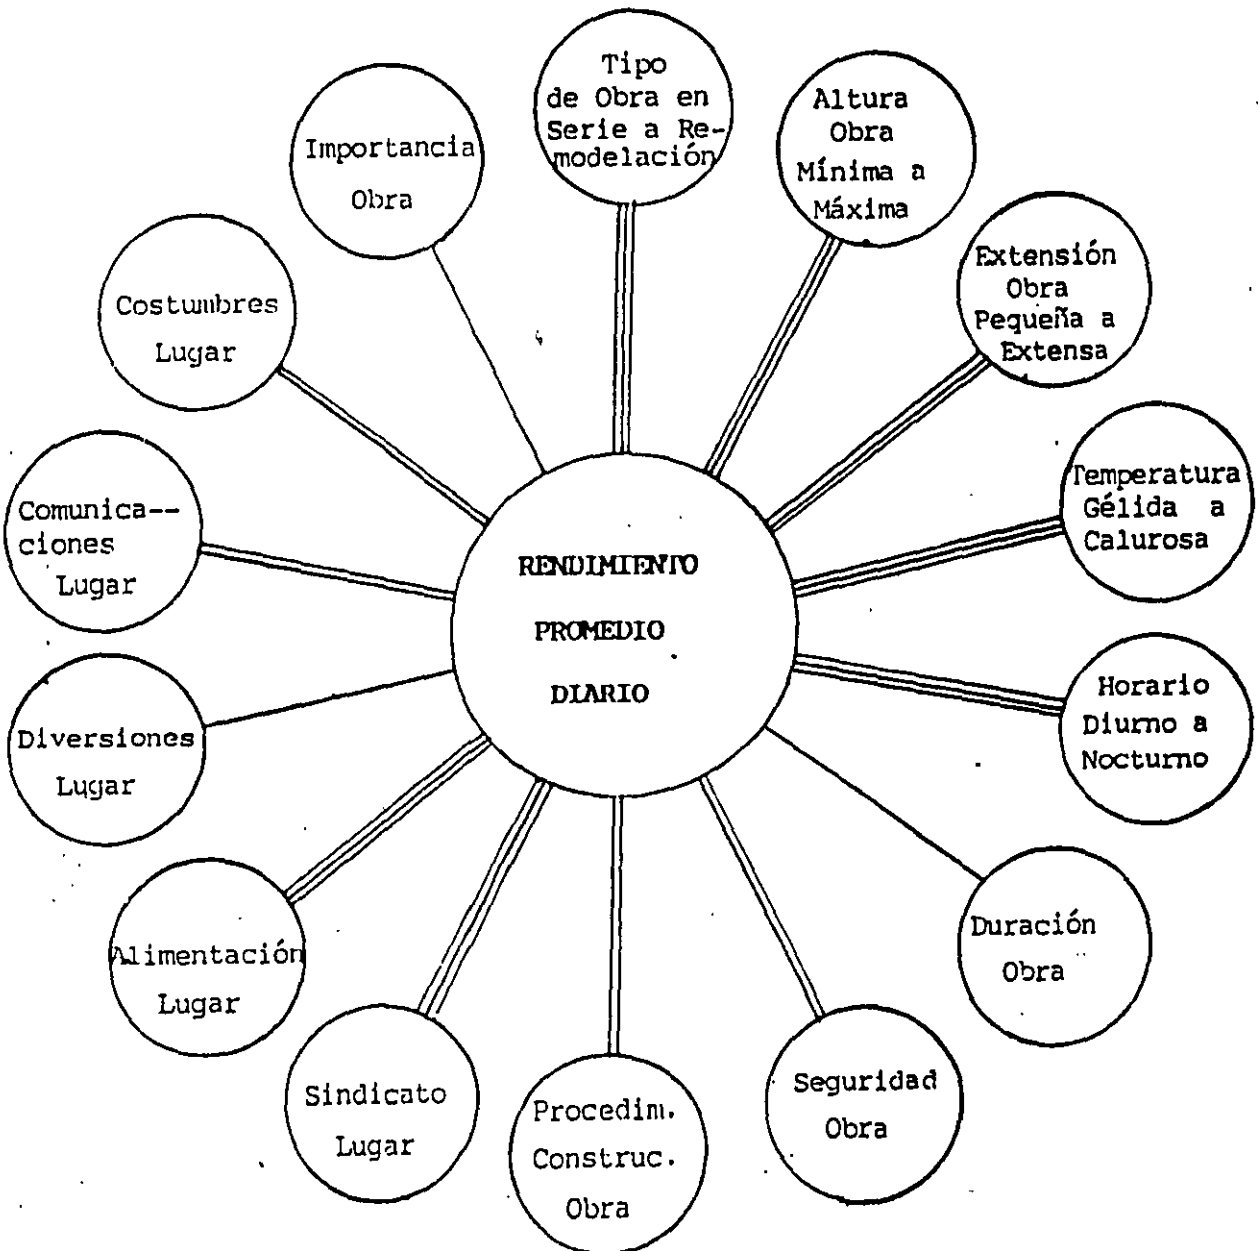 Tipo
de Obra en
Serie a Re-
modelación
Altura
Obra
Mínima a
Máxima
Extensión
Obra
Pequeña a
Extensa
Temperatura
Gélida a
Calurosa
Horario
Diurno a
Nocturno
Duración
Obra
Seguridad
Obra
Procedim.
Construc.
Obra
Sindicato
Lugar
Alimentación
Lugar
Diversiones
Lugar
Comunica--
ciones
Lugar
Costumbres
Lugar
Importancia
Obra
RENDIMIENTO
PROMEDIO
DIARIO